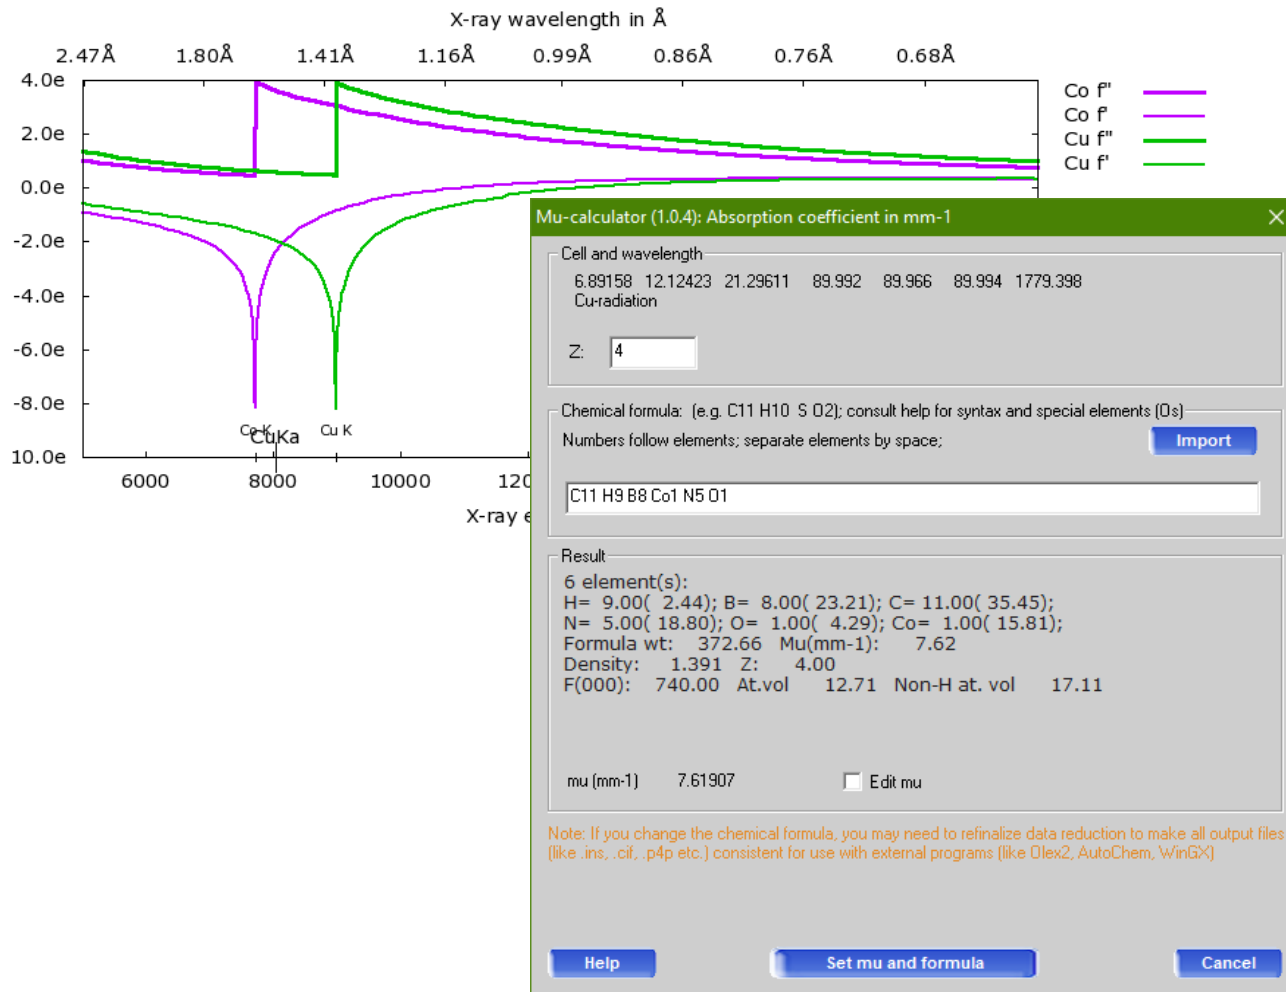 X-ray wavelength in Å
2.47Å 1.80Å 1.41Å 1.16Å 0.99Å 0.86Å 0.76Å 0.68Å
4.0e
2.0e
0.0e
-2.0e
-4.0e
-6.0e
-8.0e
10.0e
Co f"
Co f'
Cu f"
Cu f'
Co K
CuKa
Cu K
6000 8000 10000 120
X-ray e
Mu-calculator (1.0.4): Absorption coefficient in mm-1
Cell and wavelength
6.89158 12.12423 21.29611 89.992 89.966 89.994 1779.398
Cu-radiation
Z: 4
Chemical formula: (e.g. C11 H10 S O2); consult help for syntax and special elements (Os)
Numbers follow elements; separate elements by space;
Import
C11 H9 B8 Co1 N5 O1
Result
6 element(s):
H= 9.00( 2.44); B= 8.00( 23.21); C= 11.00( 35.45);
N= 5.00( 18.80); O= 1.00( 4.29); Co= 1.00( 15.81);
Formula wt: 372.66 Mu(mm-1): 7.62
Density: 1.391 Z: 4.00
F(000): 740.00 At.vol 12.71 Non-H at. vol 17.11
mu (mm-1) 7.61907 Edit mu
Note: If you change the chemical formula, you may need to refinalize data reduction to make all output files
(like .ins, .cif, .p4p etc.) consistent for use with external programs (like Olex2, AutoChem, WinGX)
Help Set mu and formula Cancel